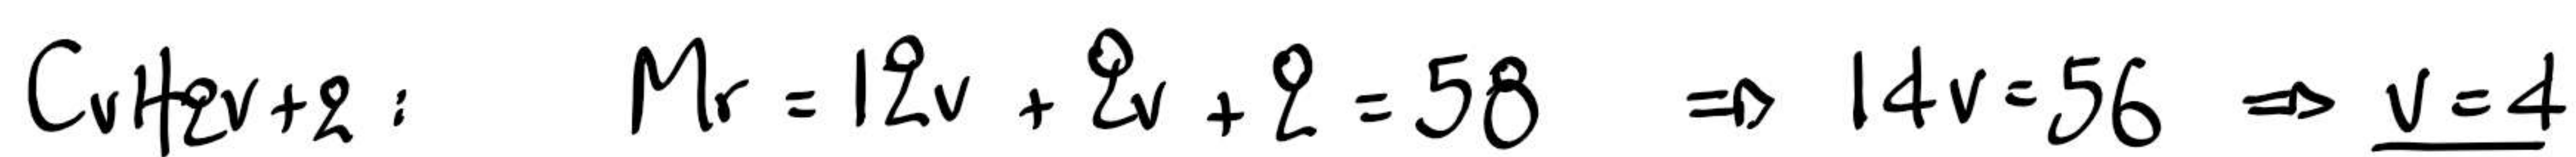 CvH2v+2 : Mr = 12v + 2v + 2 = 58 ⇒ 14v = 56 ⇒ v = 4